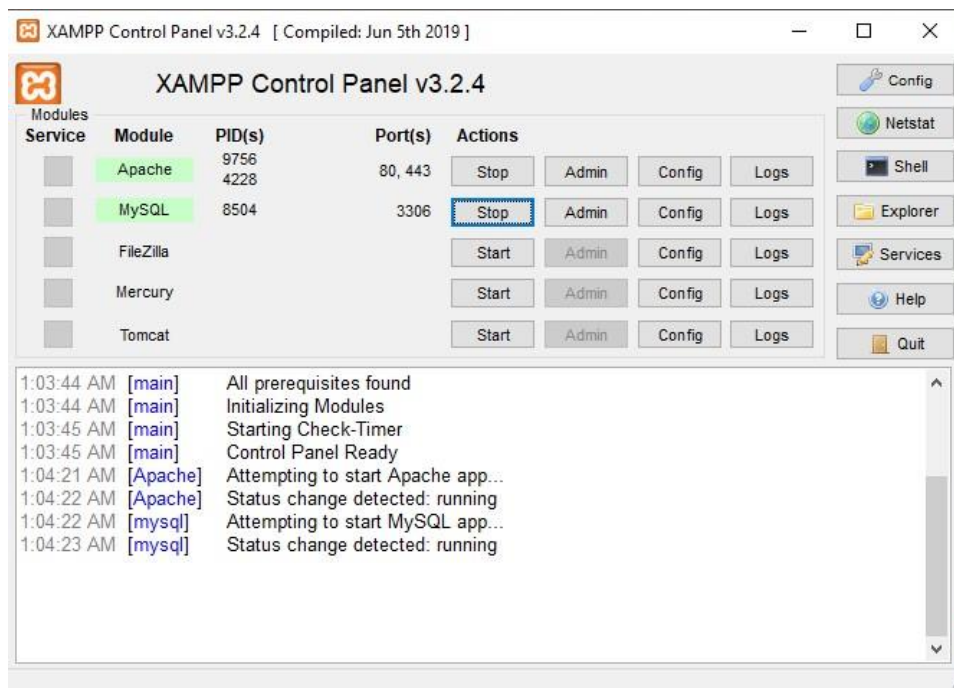 XAMPP Control Panel v3.2.4 [ Compiled: Jun 5th 2019 ]
XAMPP Control Panel v3.2.4
Config
Modules
Netstat
Service Module PID(s) Port(s) Actions
Apache 9756 4228 80, 443 Stop Admin Config Logs
Shell
MySQL 8504 3306 Stop Admin Config Logs
Explorer
FileZilla Start Admin Config Logs
Services
Mercury Start Admin Config Logs
Help
Tomcat Start Admin Config Logs
Quit
1:03:44 AM [main] All prerequisites found
1:03:44 AM [main] Initializing Modules
1:03:45 AM [main] Starting Check-Timer
1:03:45 AM [main] Control Panel Ready
1:04:21 AM [Apache] Attempting to start Apache app...
1:04:22 AM [Apache] Status change detected: running
1:04:22 AM [mysql] Attempting to start MySQL app...
1:04:23 AM [mysql] Status change detected: running